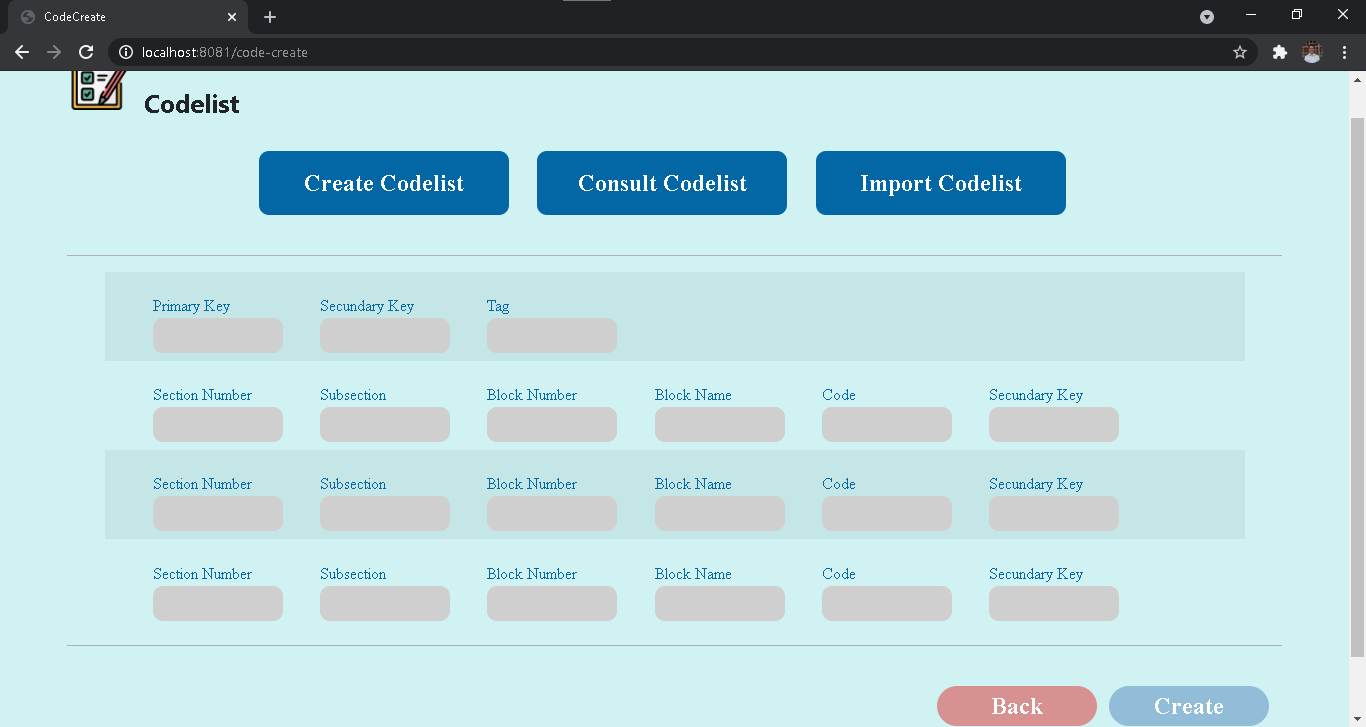 CodeCreate
localhost:8081/code-create
Codelist
Create Codelist Consult Codelist Import Codelist
Primary Key Secundary Key Tag
Section Number Subsection Block Number Block Name Code Secundary Key
Section Number Subsection Block Number Block Name Code Secundary Key
Section Number Subsection Block Number Block Name Code Secundary Key
Back Create